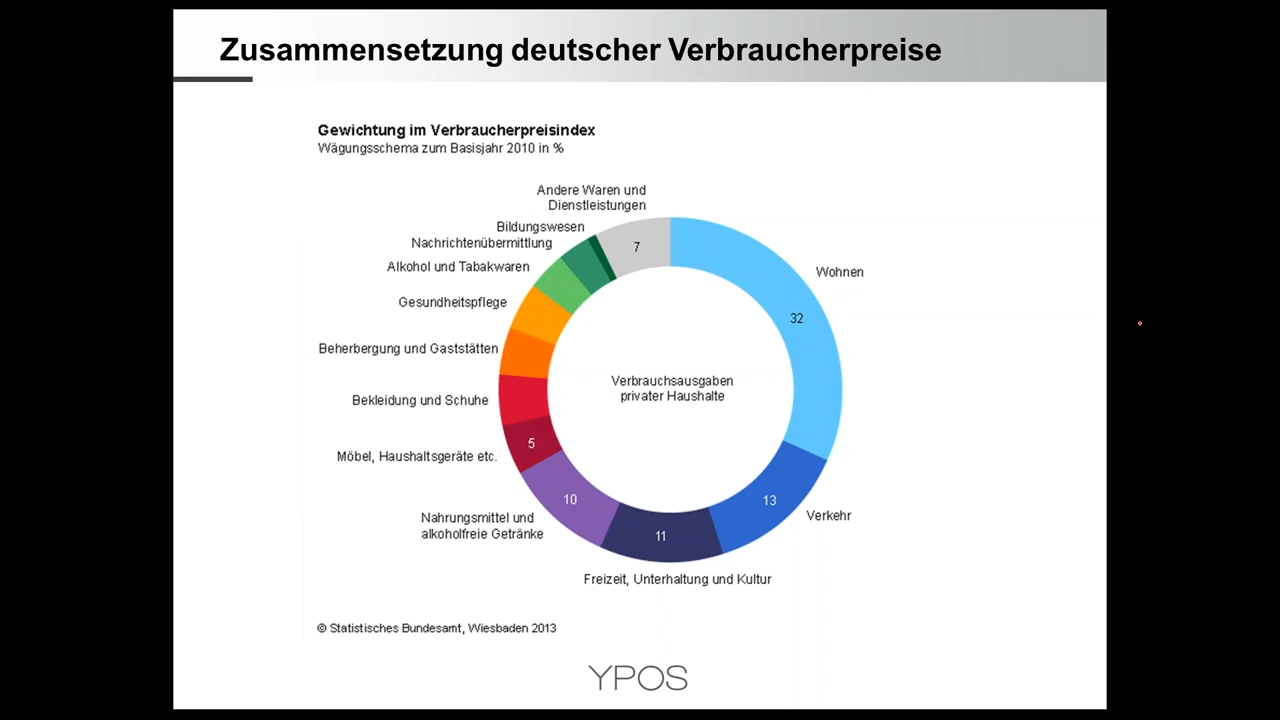 Zusammensetzung deutscher Verbraucherpreise
Gewichtung im Verbraucherpreisindex
Wägungsschema zum Basisjahr 2010 in %
Andere Waren und
Dienstleistungen
Bildungswesen
Nachrichtenübermittlung
Alkohol und Tabakwaren
Gesundheitspflege
Beherbergung und Gaststätten
Bekleidung und Schuhe
Möbel, Haushaltsgeräte etc.
Nahrungsmittel und
alkoholfreie Getränke
Freizeit, Unterhaltung und Kultur
Verkehr
Wohnen
7
32
13
11
10
5
Verbrauchsausgaben
privater Haushalte
© Statistisches Bundesamt, Wiesbaden 2013
YPOS